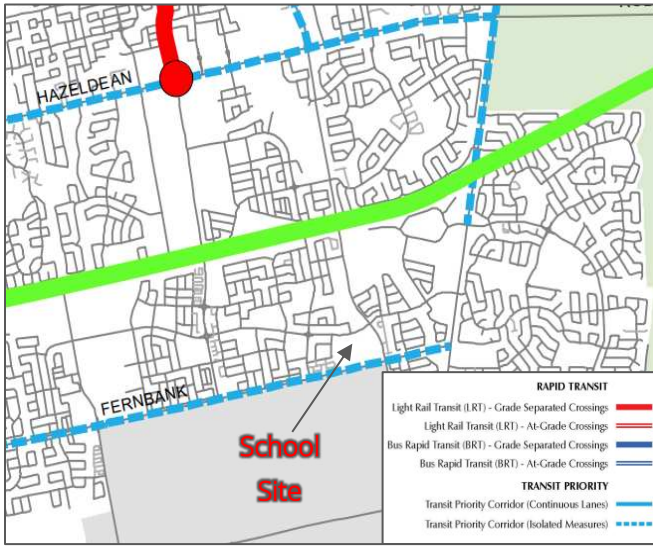 HAZELDEAN
FERNBANK
School
Site
RAPID TRANSIT
Light Rail Transit (LRT) - Grade Separated Crossings
Light Rail Transit (LRT) - At-Grade Crossings
Bus Rapid Transit (BRT) - Grade Separated Crossings
Bus Rapid Transit (BRT) - At-Grade Crossings
TRANSIT PRIORITY
Transit Priority Corridor (Continuous Lanes)
Transit Priority Corridor (Isolated Measures)